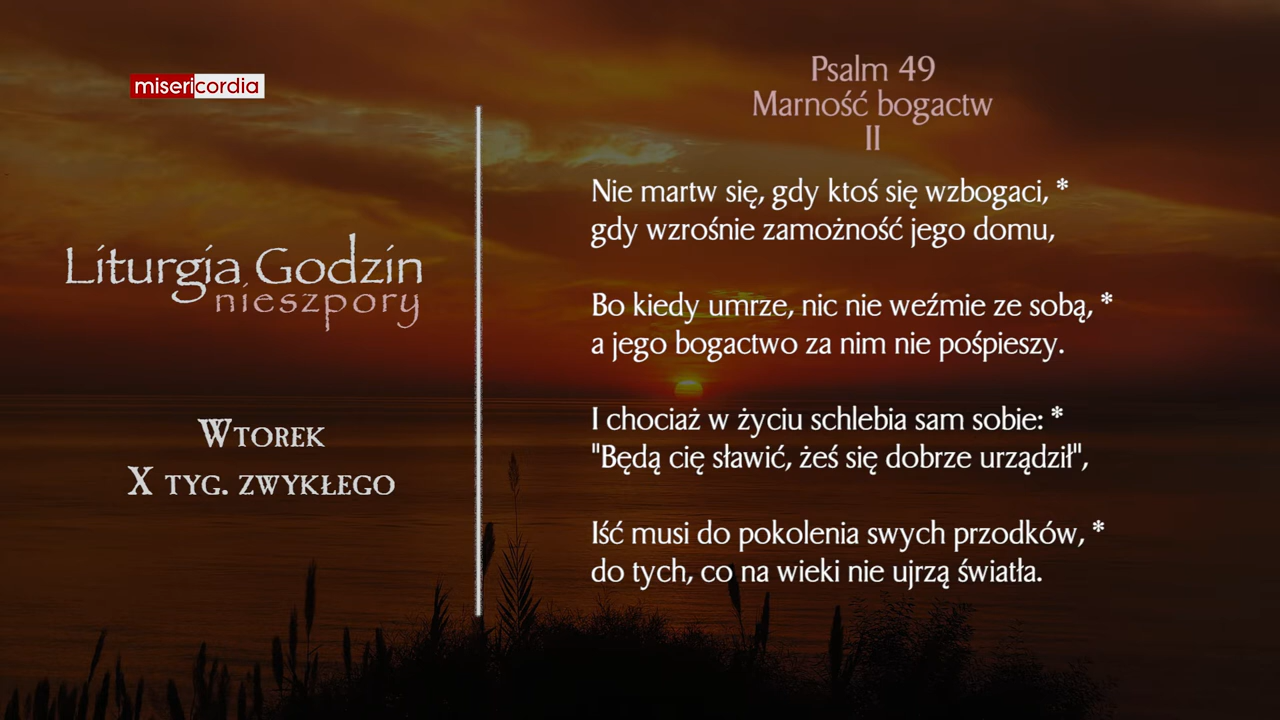 misericordia
Liturgia Godzin
nieszpory
Wtorek
X tyg. zwykłego
Psalm 49
Marność bogactw
II
Nie martw się, gdy ktoś się wzbogaci, *
gdy wzrośnie zamożność jego domu,
Bo kiedy umrze, nic nie weźmie ze sobą, *
a jego bogactwo za nim nie pośpieszy.
I chociaż w życiu schlebia sam sobie: *
"Będą cię sławić, żeś się dobrze urządził",
Iść musi do pokolenia swych przodków, *
do tych, co na wieki nie ujrzą światła.